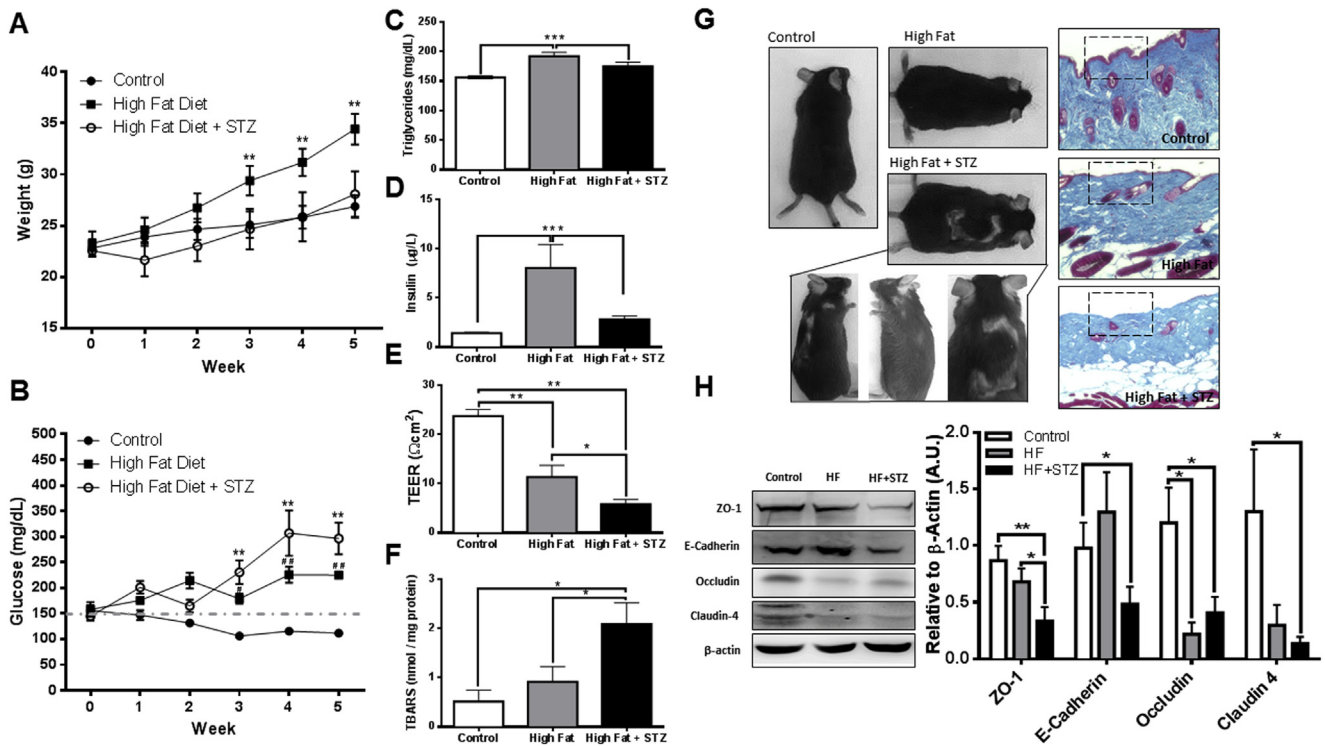 A
Control
High Fat Diet
High Fat Diet + STZ
**
**
**
40
35
30
25
20
15
Weight (g)
0 1 2 3 4 5
Week
B
Control
High Fat Diet
High Fat Diet + STZ
**
**
**
#
##
##
500
450
400
350
300
250
200
150
100
50
0
Glucose (mg/dL)
0 1 2 3 4 5
Week
C
***
250
200
150
100
50
0
Triglycerides (mg/dL)
Control High Fat High Fat + STZ
D
***
15
10
5
0
Insulin (µg/L)
Control High Fat High Fat + STZ
E
**
**
*
30
20
10
0
TEER (Ωcm²)
Control High Fat High Fat + STZ
F
*
*
3
2
1
0
TBARS (nmol / mg protein)
Control High Fat High Fat + STZ
G
Control
High Fat
High Fat + STZ
Control
High Fat
High Fat + STZ
H
Control HF HF+STZ
ZO-1
E-Cadherin
Occludin
Claudin-4
β-actin
Control
HF
HF+STZ
**
*
*
*
*
*
2.0
1.5
1.0
0.5
0.0
Relative to β-Actin (A.U.)
ZO-1
E-Cadherin
Occludin
Claudin 4